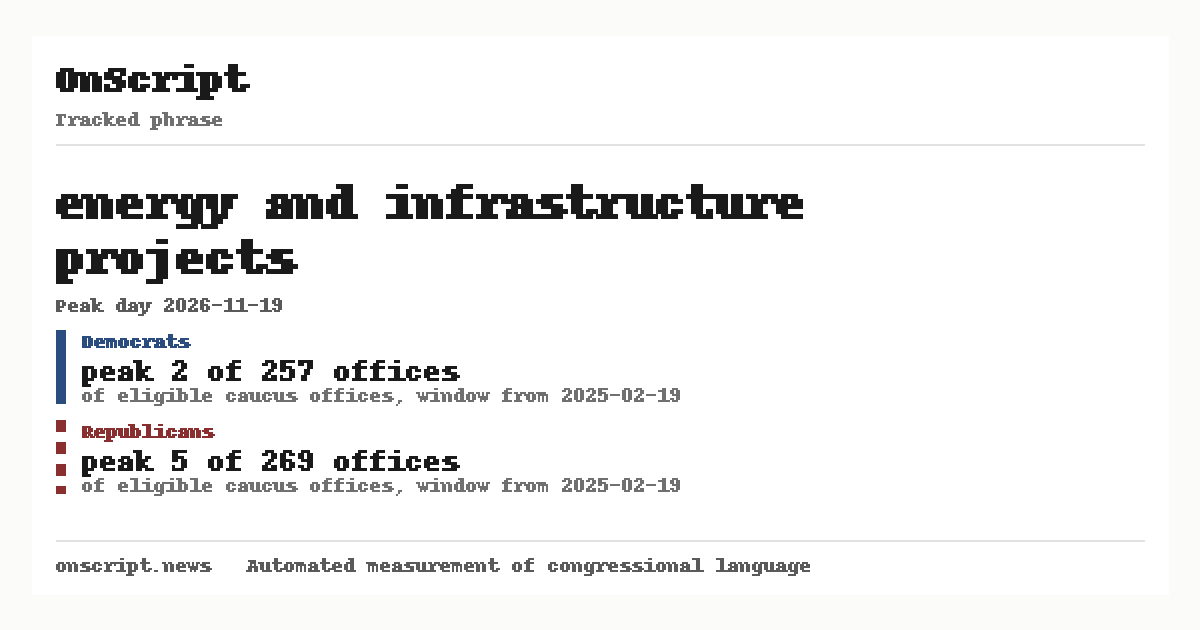 OnScript
Tracked phrase
energy and infrastructure
projects
Peak day 2026-11-19
Democrats
peak 2 of 257 offices
of eligible caucus offices, window from 2025-02-19
Republicans
peak 5 of 269 offices
of eligible caucus offices, window from 2025-02-19
onscript.news Automated measurement of congressional language